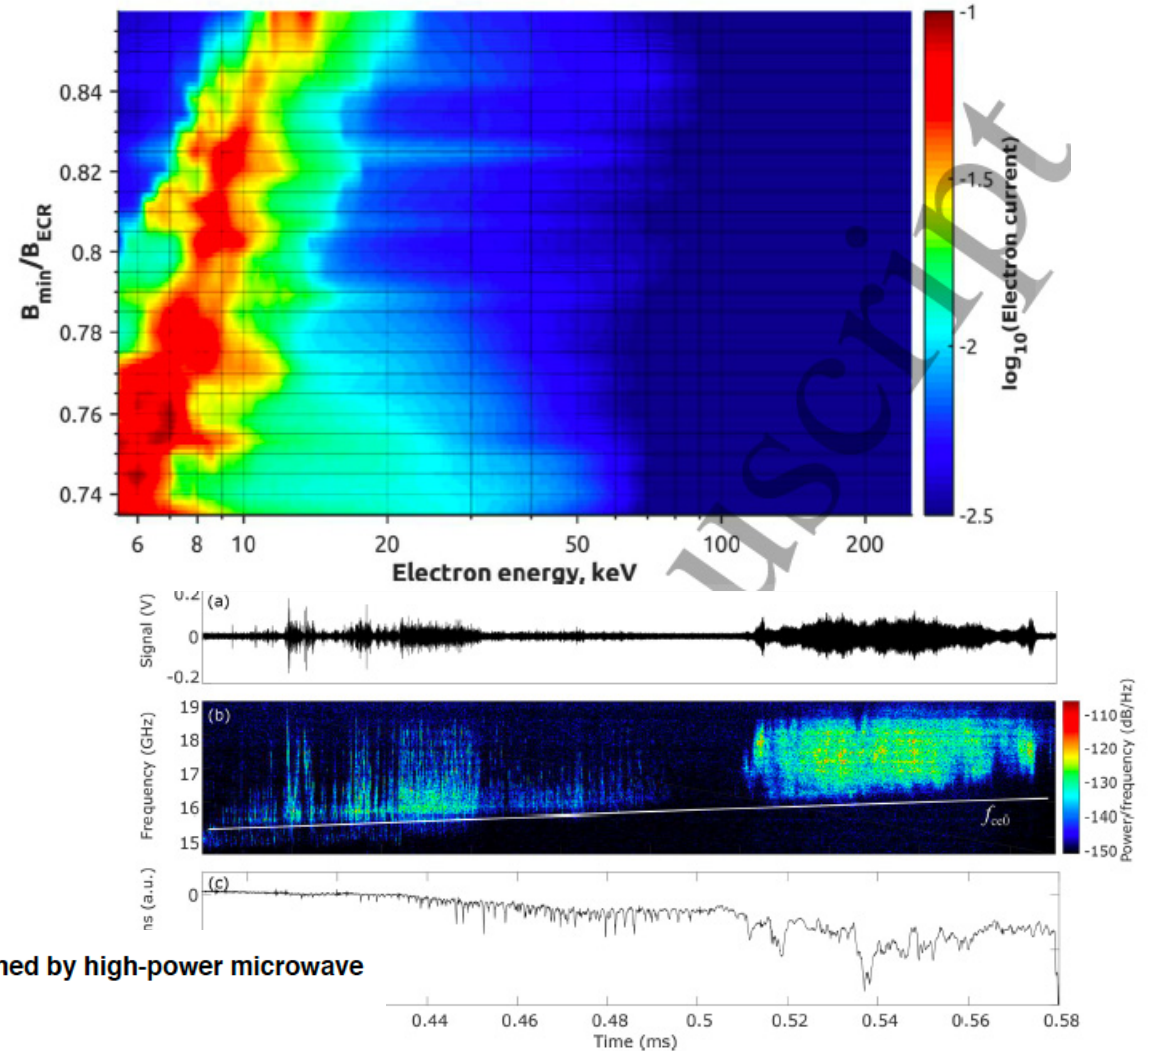 0.84
0.82
0.8
0.78
0.76
0.74
B_min/B_ECR
6 8 10 20 50 100 200
Electron energy, keV
-1
-1.5
-2
-2.5
log10(Electron current)
uscript
(a)
0.2
0
-0.2
Signal (V)
(b)
19
18
17
16
15
Frequency (GHz)
fce0
-110
-120
-130
-140
-150
Power/frequency (dB/Hz)
(c)
0
ns (a.u.)
ned by high-power microwave
0.44 0.46 0.48 0.5 0.52 0.54 0.56 0.58
Time (ms)